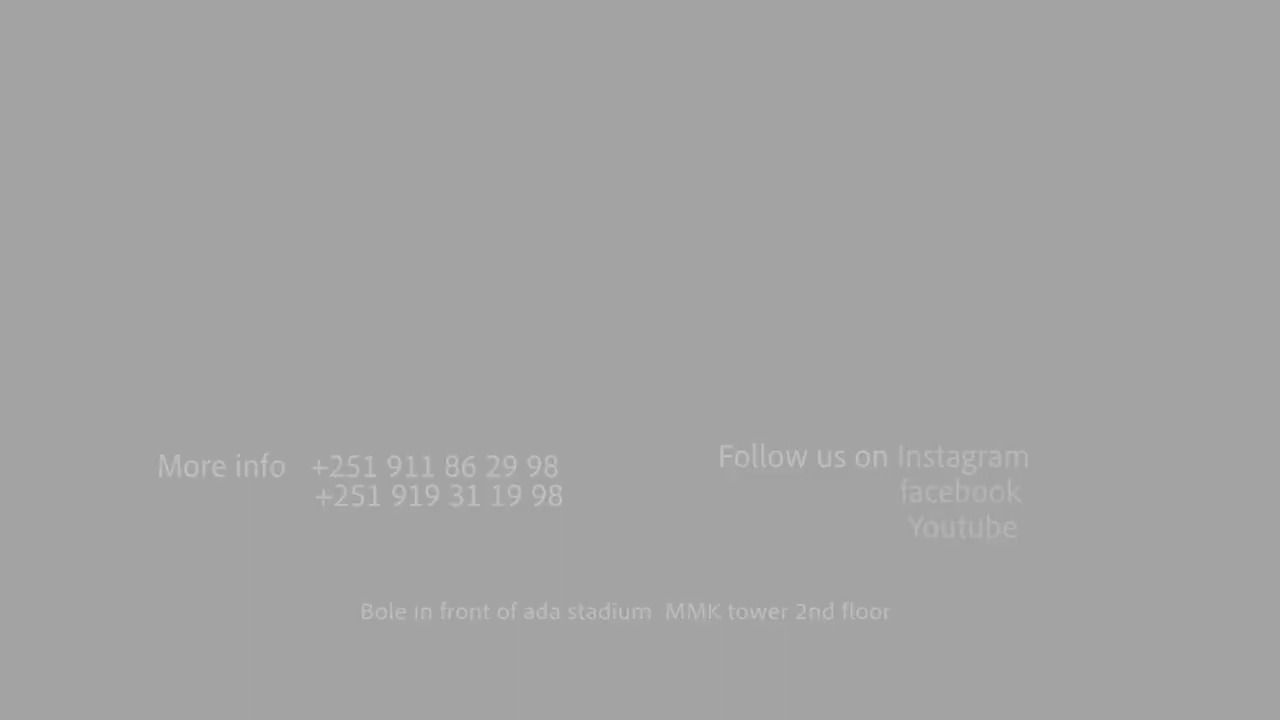 More info +251 911 86 29 98
+251 919 31 19 98
Follow us on Instagram
facebook
Youtube
Bole in front of ada stadium MMK tower 2nd floor